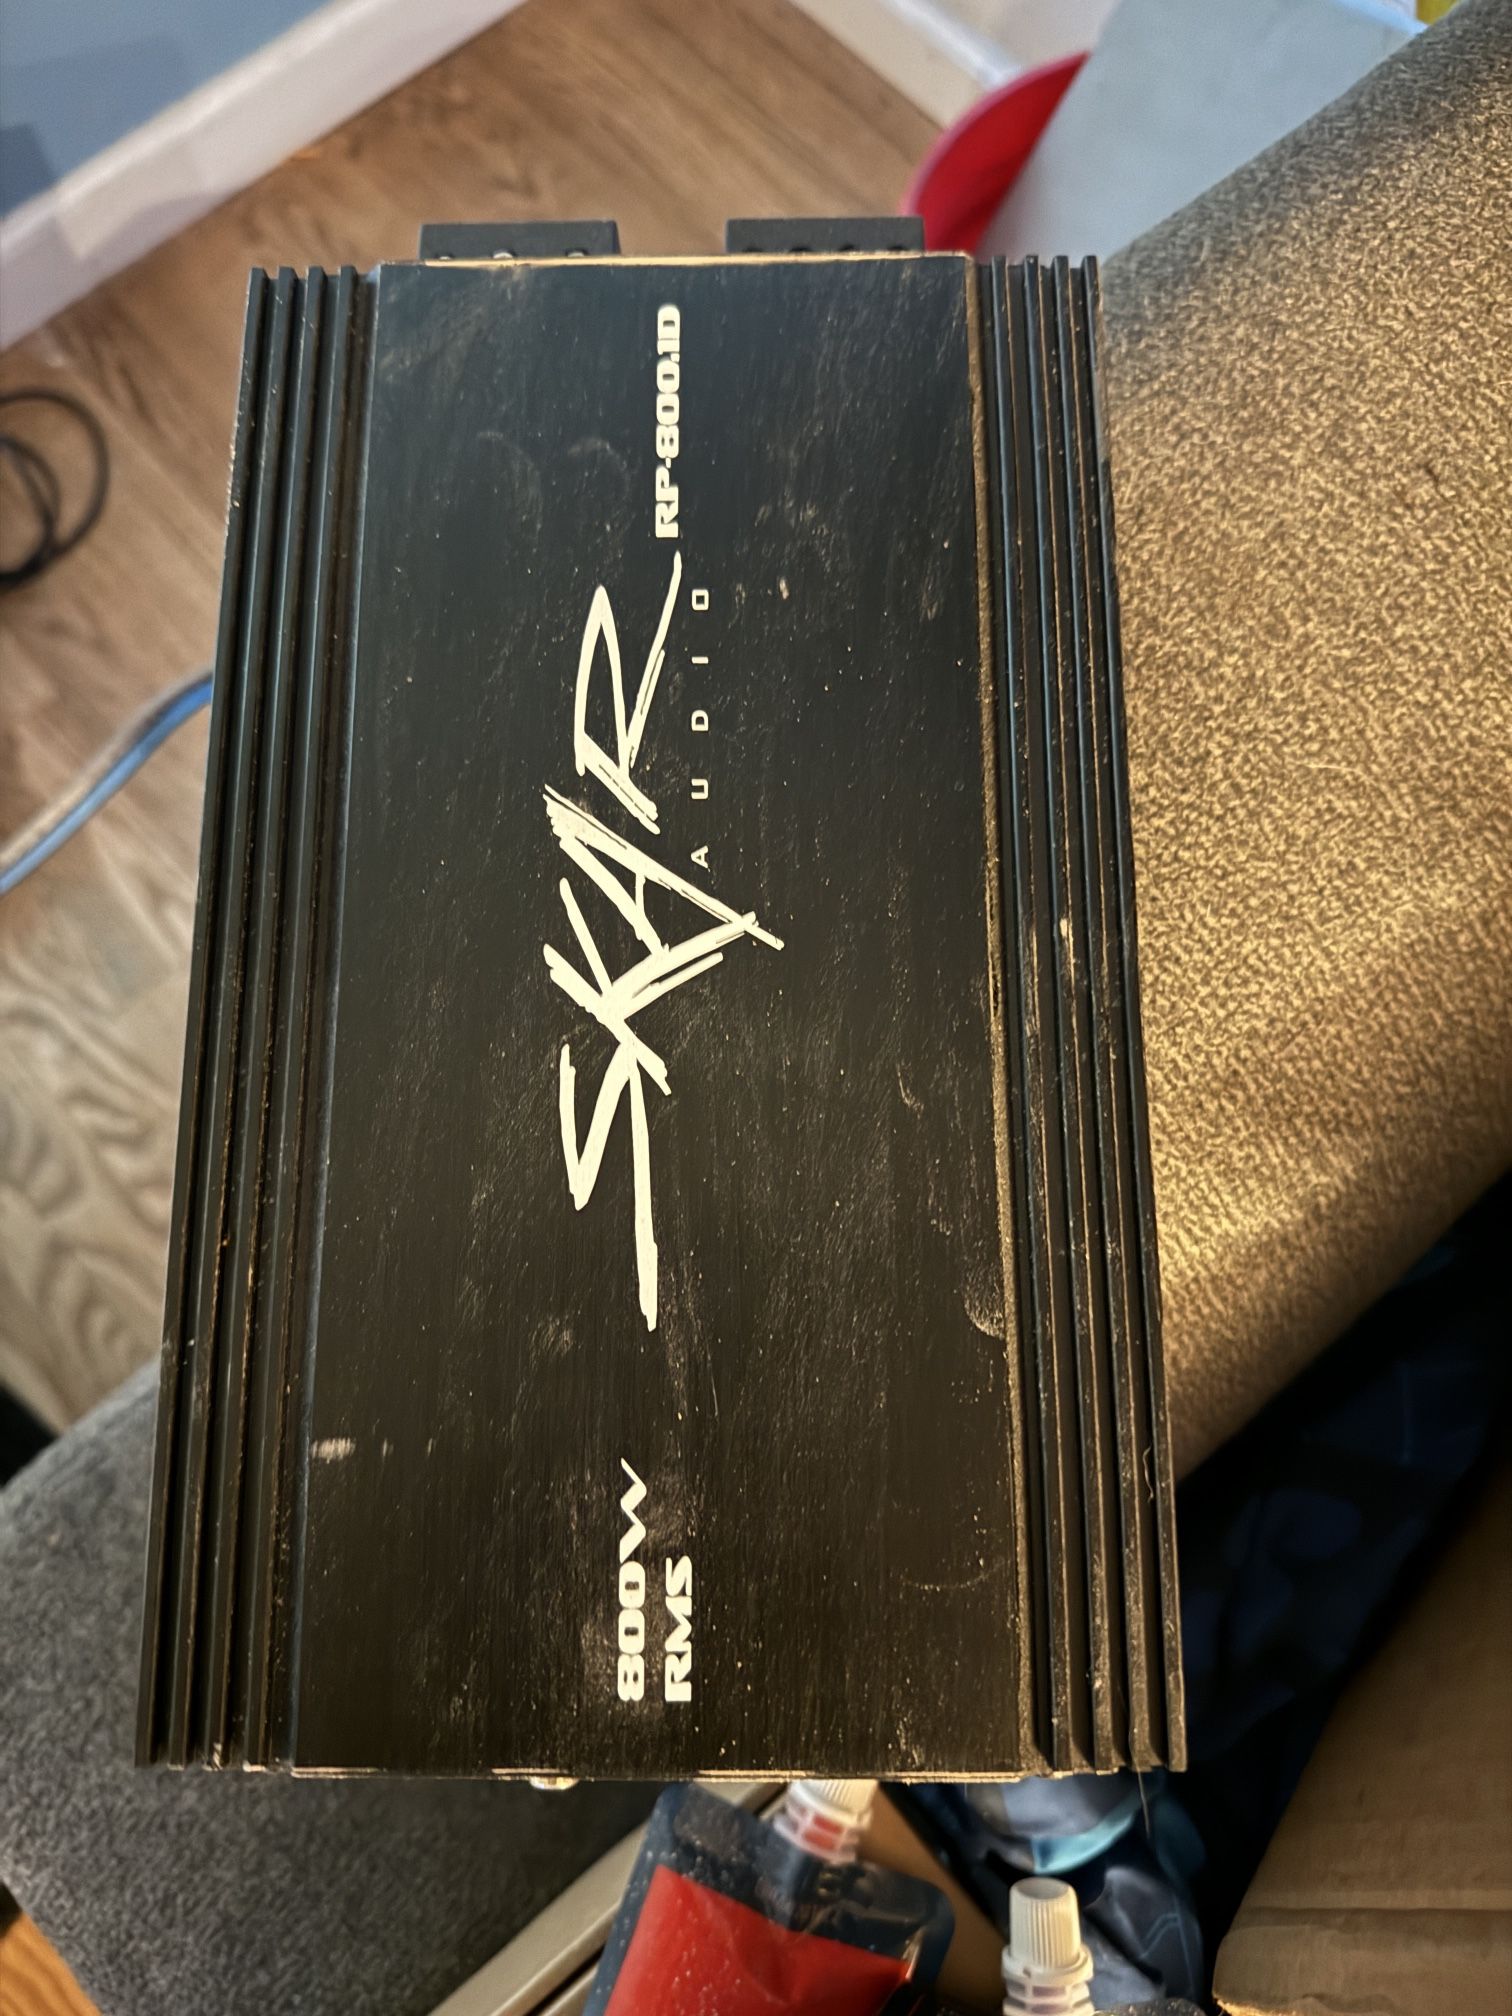 800W
RMS
SKAR
AUDIO
RP-800.1D